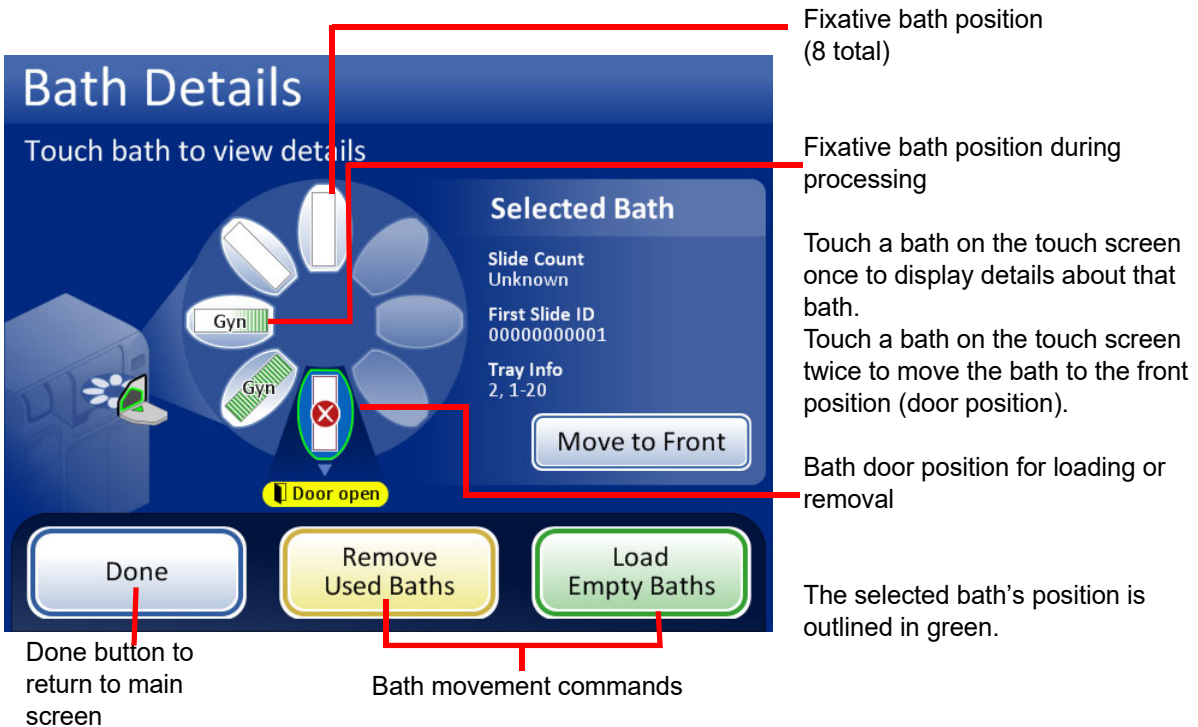 Fixative bath position
(8 total)
Bath Details
Touch bath to view details
Fixative bath position during
processing
Selected Bath
Slide Count
Unknown
First Slide ID
00000000001
Tray Info
2, 1-20
Gyn
Gyn
Move to Front
Door open
Touch a bath on the touch screen
once to display details about that
bath.
Touch a bath on the touch screen
twice to move the bath to the front
position (door position).
Bath door position for loading or
removal
Done
Remove
Used Baths
Load
Empty Baths
The selected bath’s position is
outlined in green.
Done button to
return to main
screen
Bath movement commands